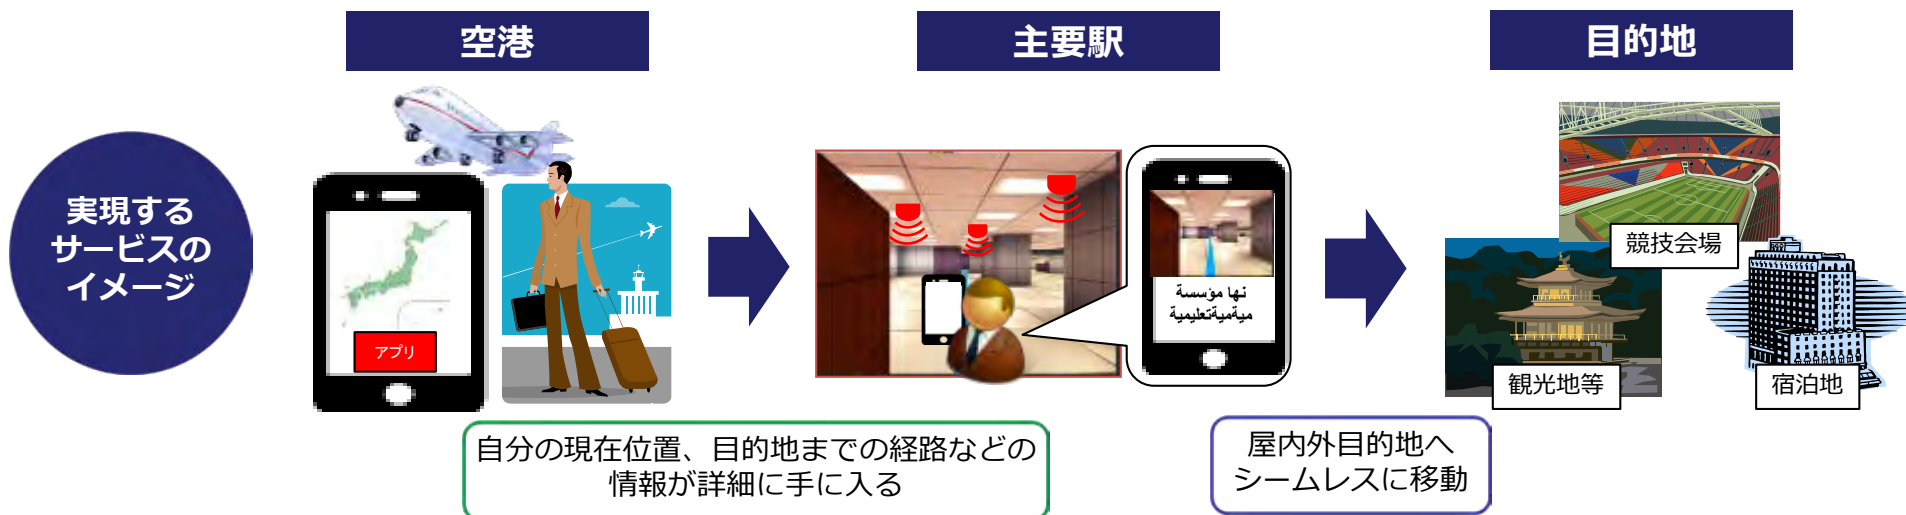 空港
主要駅
目的地
実現する
サービスの
イメージ
アプリ
نها مؤسسة
ميةميةتعليمية
競技会場
観光地等
宿泊地
自分の現在位置、目的地までの経路などの
情報が詳細に手に入る
屋内外目的地へ
シームレスに移動